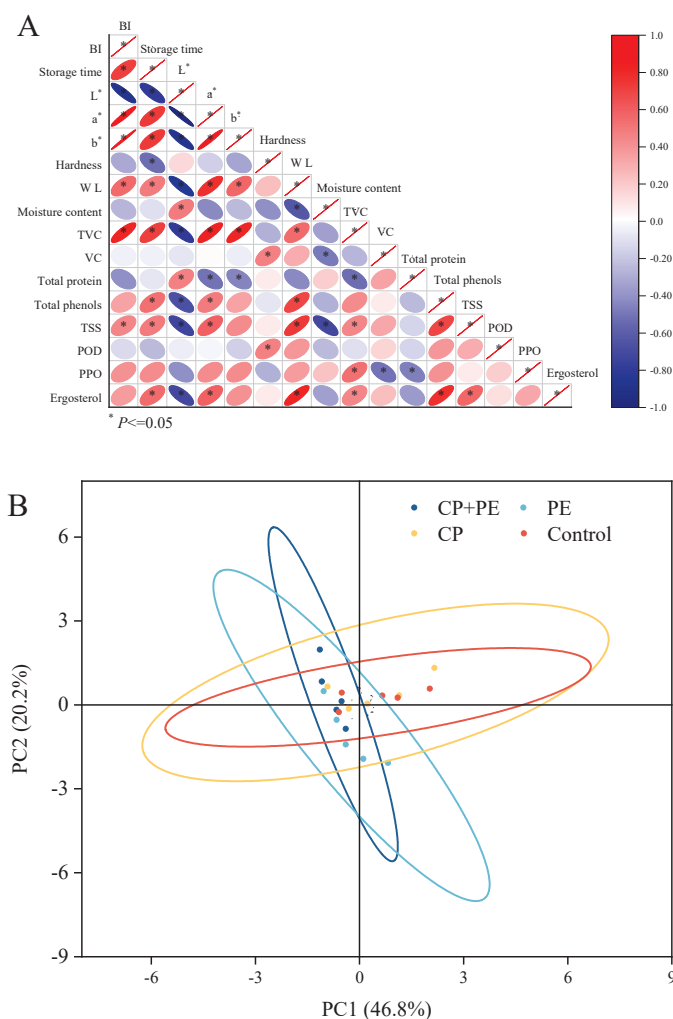 A
BI
BI
Storage time
Storage time
L*
L*
a*
a*
b*
b*
Hardness
Hardness
W L
W L
Moisture content
Moisture content
TVC
TVC
VC
VC
Total protein
Total protein
Total phenols
Total phenols
TSS
TSS
POD
POD
PPO
PPO
Ergosterol
Ergosterol
* P<=0.05
1.0
0.80
0.60
0.40
0.20
0.0
-0.20
-0.40
-0.60
-0.80
-1.0
B
CP+PE
PE
CP
Control
6
3
0
-3
-6
-9
PC2 (20.2%)
-6
-3
0
3
6
9
PC1 (46.8%)